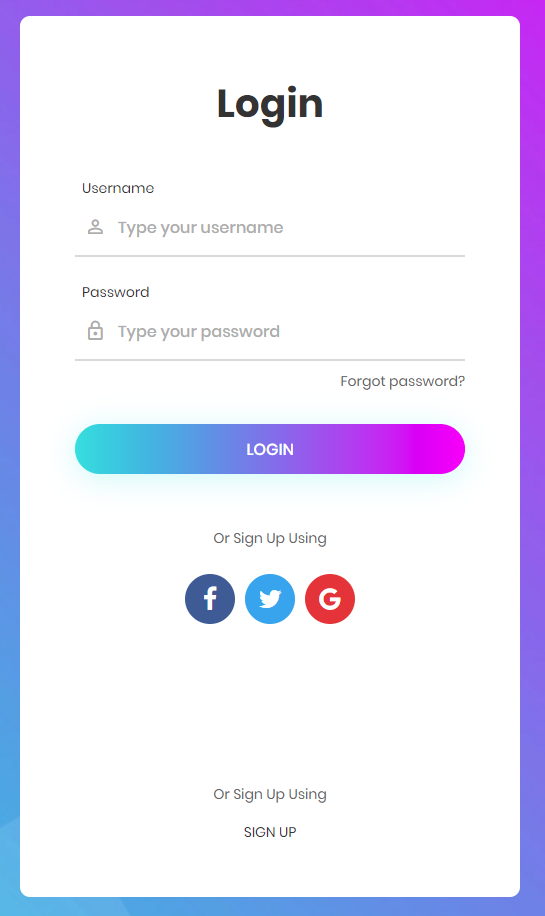 Login
Username
Type your username
Password
Type your password
Forgot password?
LOGIN
Or Sign Up Using
Or Sign Up Using
SIGN UP